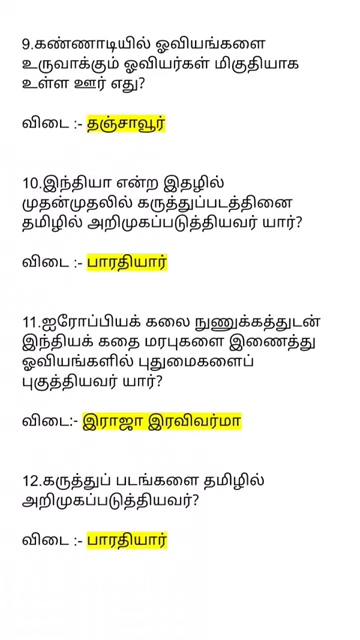 9.கண்ணாடியில் ஓவியங்களை
உருவாக்கும் ஓவியர்கள் மிகுதியாக
உள்ள ஊர் எது?
விடை :- தஞ்சாவூர்
10.இந்தியா என்ற இதழில்
முதன்முதலில் கருத்துப்படத்தினை
தமிழில் அறிமுகப்படுத்தியவர் யார்?
விடை :- பாரதியார்
11.ஐரோப்பியக் கலை நுணுக்கத்துடன்
இந்தியக் கதை மரபுகளை இணைத்து
ஓவியங்களில் புதுமைகளைப்
புகுத்தியவர் யார்?
விடை:- இராஜா இரவிவர்மா
12.கருத்துப் படங்களை தமிழில்
அறிமுகப்படுத்தியவர்?
விடை :- பாரதியார்